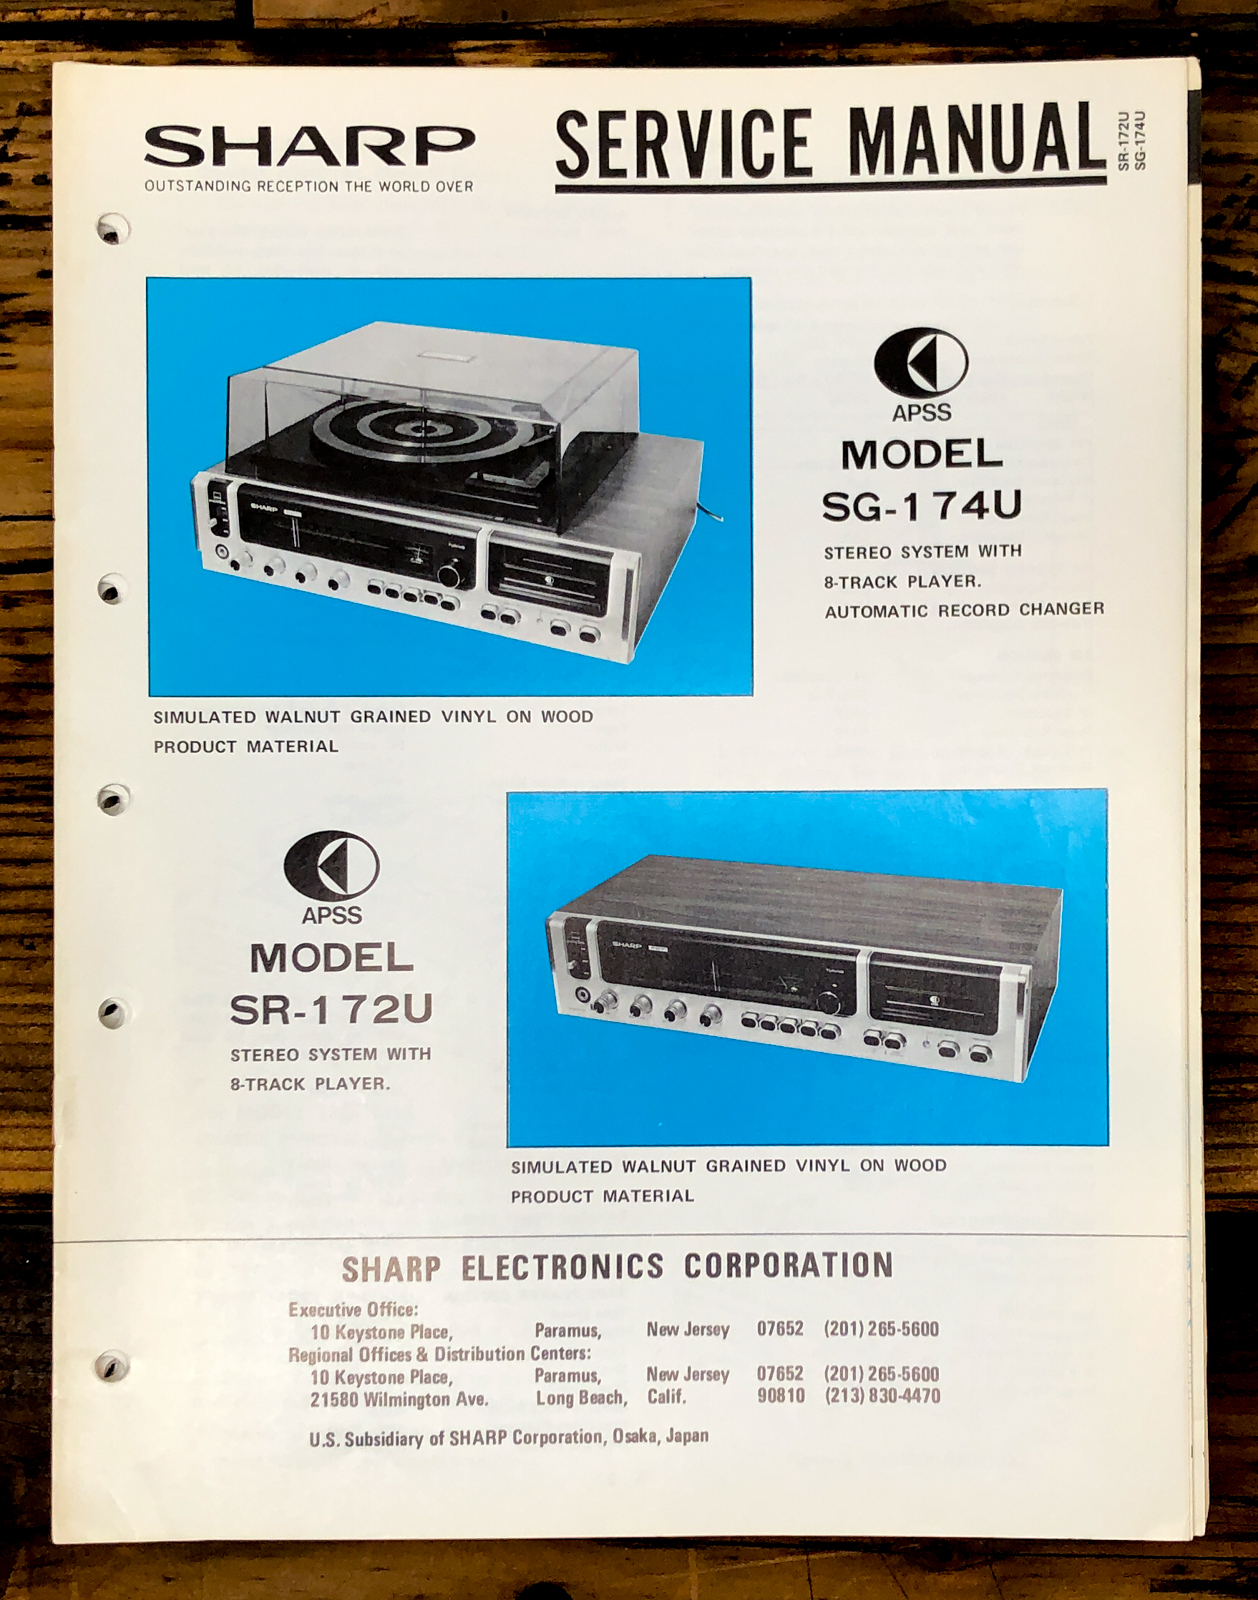 SHARP
OUTSTANDING RECEPTION THE WORLD OVER
SERVICE MANUAL
SR-172U
SG-174U
SHARP
APSS
MODEL
SG-174U
STEREO SYSTEM WITH
8-TRACK PLAYER.
AUTOMATIC RECORD CHANGER
SIMULATED WALNUT GRAINED VINYL ON WOOD
PRODUCT MATERIAL
APSS
MODEL
SR-172U
STEREO SYSTEM WITH
8-TRACK PLAYER.
SHARP
SIMULATED WALNUT GRAINED VINYL ON WOOD
PRODUCT MATERIAL
SHARP ELECTRONICS CORPORATION
Executive Office:
10 Keystone Place, Paramus, New Jersey 07652 (201) 265-5600
Regional Offices & Distribution Centers:
10 Keystone Place, Paramus, New Jersey 07652 (201) 265-5600
21580 Wilmington Ave. Long Beach, Calif. 90810 (213) 830-4470
U.S. Subsidiary of SHARP Corporation, Osaka, Japan